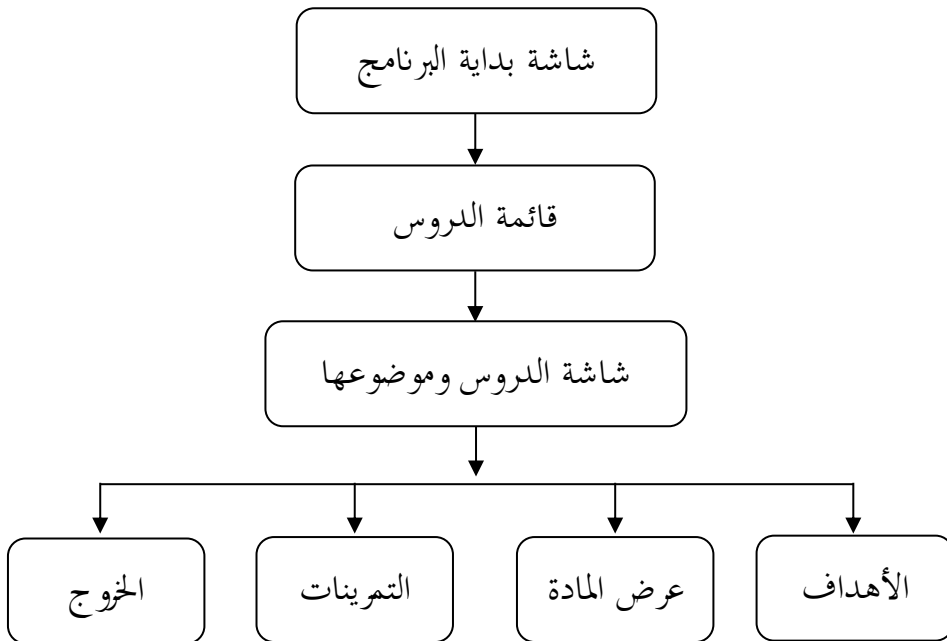 شاشة بداية البرنامج
قائمة الدروس
شاشة الدروس وموضوعها
الأهداف
عرض المادة
التمرينات
الخروج